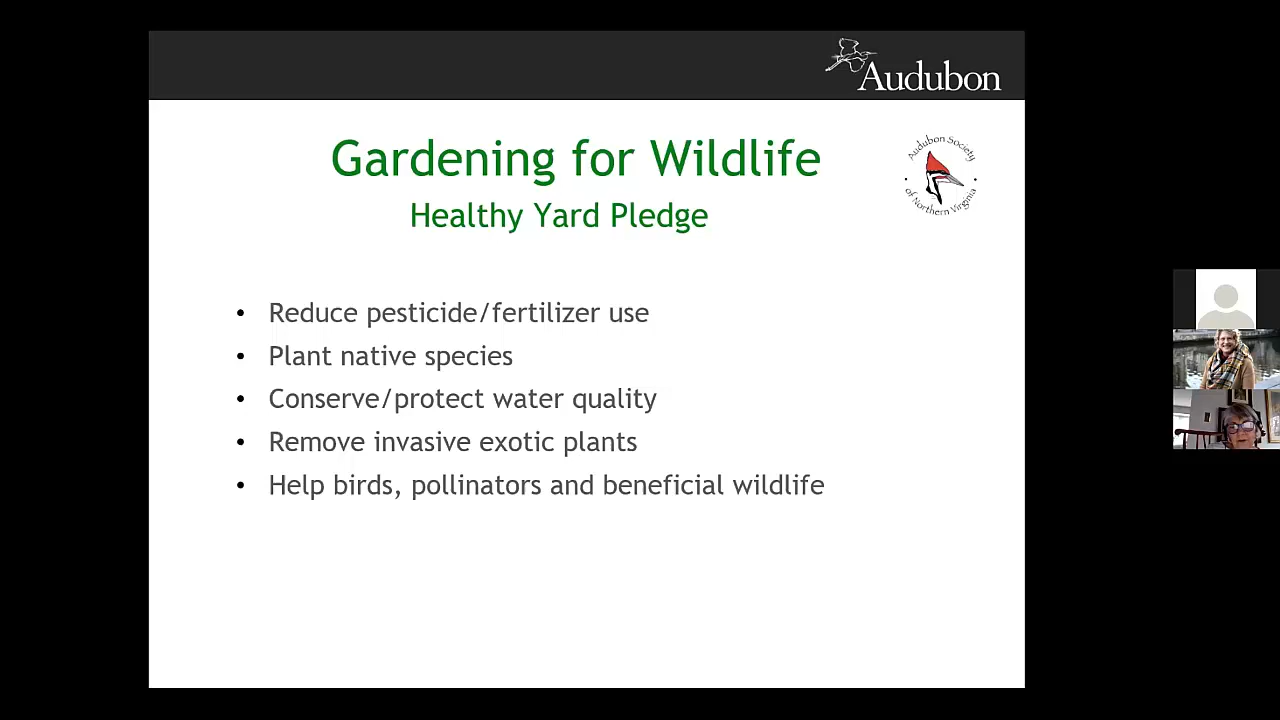 Audubon
Gardening for Wildlife
Audubon Society
of Northern Virginia
Healthy Yard Pledge
• Reduce pesticide/fertilizer use
• Plant native species
• Conserve/protect water quality
• Remove invasive exotic plants
• Help birds, pollinators and beneficial wildlife